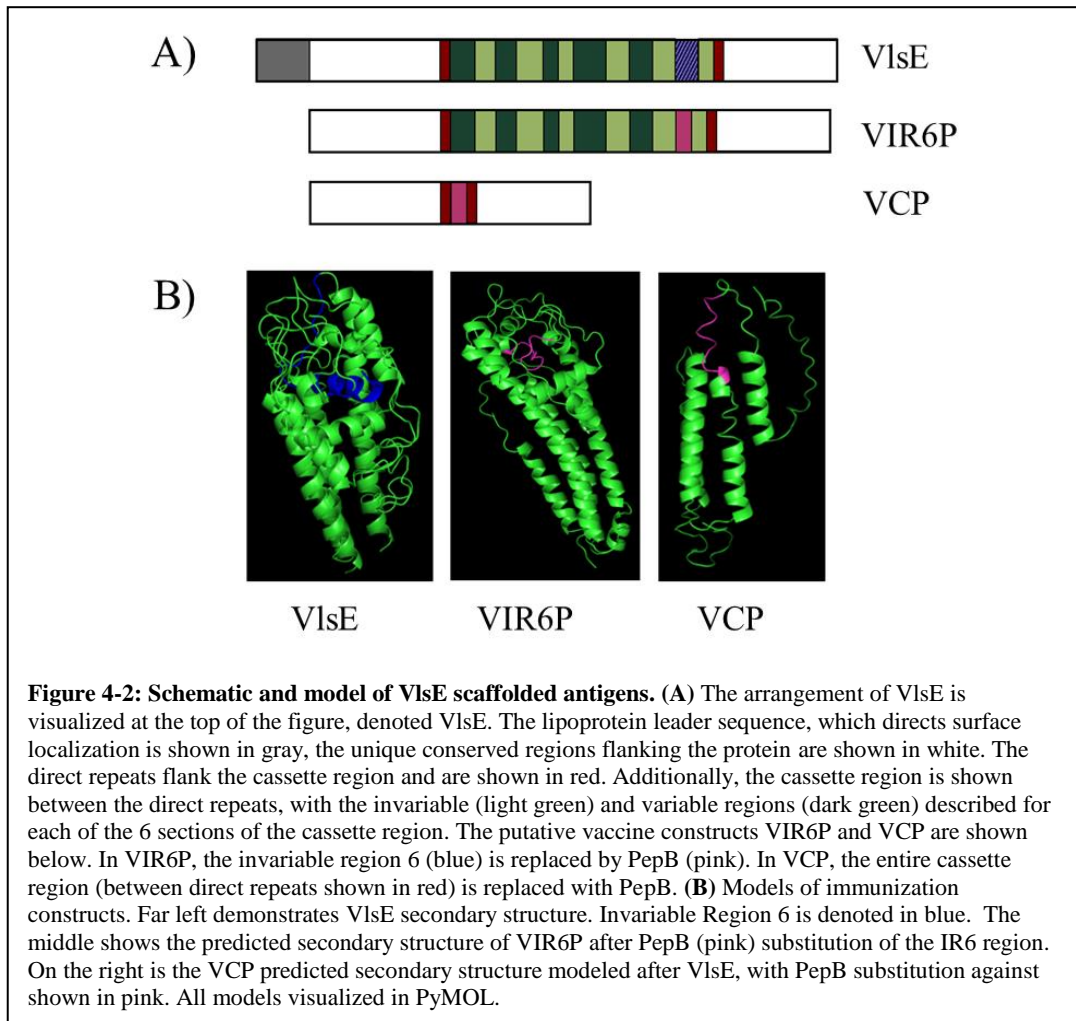 A)
VlsE
VIR6P
VCP
B)
VlsE VIR6P VCP
Figure 4-2: Schematic and model of VlsE scaffolded antigens. (A) The arrangement of VlsE is
visualized at the top of the figure, denoted VlsE. The lipoprotein leader sequence, which directs surface
localization is shown in gray, the unique conserved regions flanking the protein are shown in white. The
direct repeats flank the cassette region and are shown in red. Additionally, the cassette region is shown
between the direct repeats, with the invariable (light green) and variable regions (dark green) described for
each of the 6 sections of the cassette region. The putative vaccine constructs VIR6P and VCP are shown
below. In VIR6P, the invariable region 6 (blue) is replaced by PepB (pink). In VCP, the entire cassette
region (between direct repeats shown in red) is replaced with PepB. (B) Models of immunization
constructs. Far left demonstrates VlsE secondary structure. Invariable Region 6 is denoted in blue. The
middle shows the predicted secondary structure of VIR6P after PepB (pink) substitution of the IR6 region.
On the right is the VCP predicted secondary structure modeled after VlsE, with PepB substitution against
shown in pink. All models visualized in PyMOL.